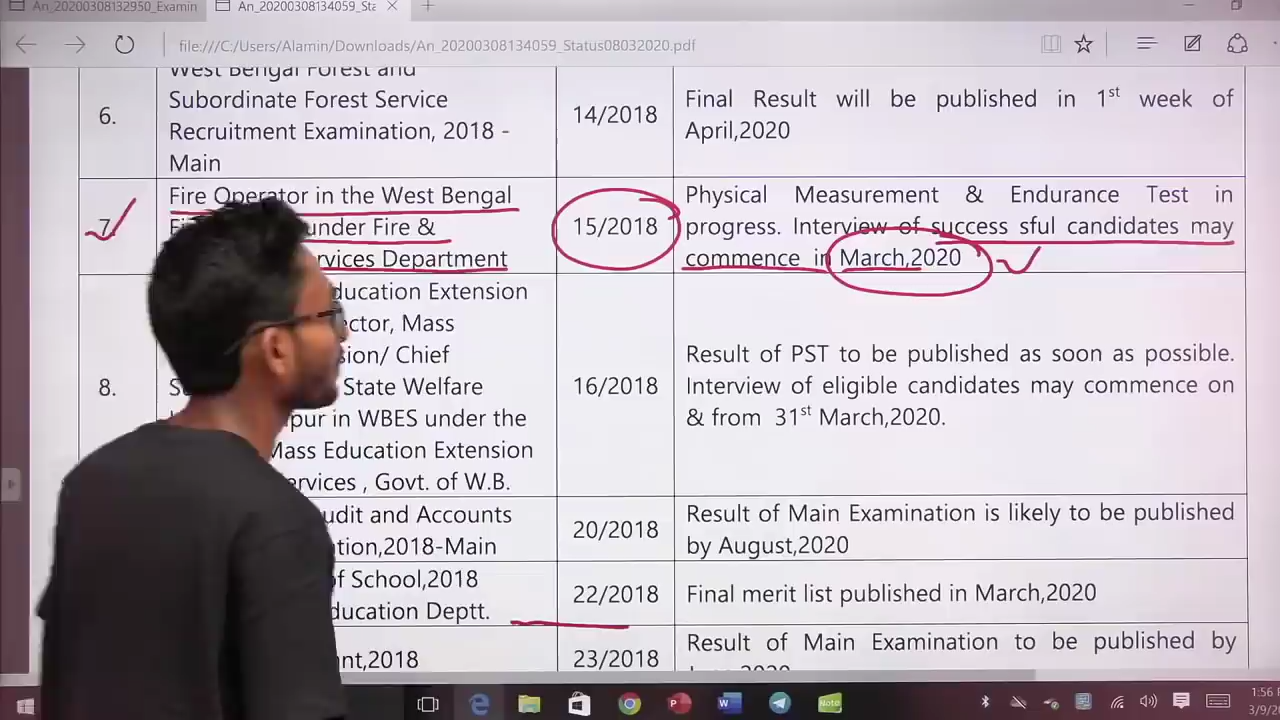 An_20200308132950_Examin
An_20200308134059_Sta
file:///C:/Users/Alamin/Downloads/An_20200308134059_Status08032020.pdf
West Bengal Forest and
Subordinate Forest Service
Recruitment Examination, 2018 -
Main
6.
14/2018
Final Result will be published in 1st week of
April,2020
7
Fire Operator in the West Bengal
under Fire &
rvices Department
15/2018
Physical Measurement & Endurance Test in
progress. Interview of success sful candidates may
commence in March,2020
8.
ducation Extension
ector, Mass
sion/ Chief
State Welfare
pur in WBES under the
Mass Education Extension
ervices , Govt. of W.B.
16/2018
Result of PST to be published as soon as possible.
Interview of eligible candidates may commence on
& from 31st March,2020.
udit and Accounts
tion,2018-Main
20/2018
Result of Main Examination is likely to be published
by August,2020
of School,2018
ducation Deptt.
22/2018
Final merit list published in March,2020
nt,2018
23/2018
Result of Main Examination to be published by
Note
1:56
3/9/20